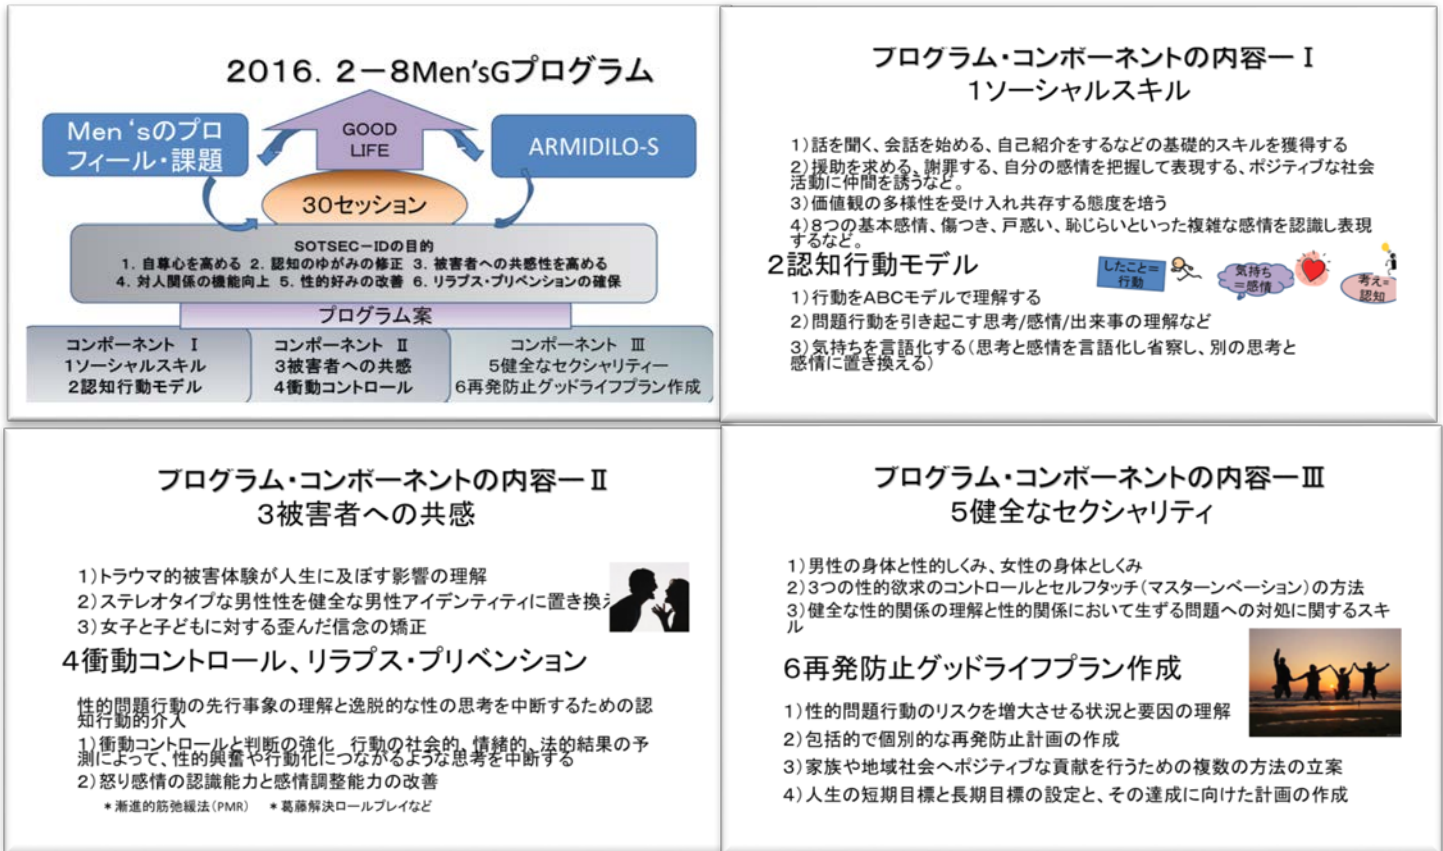 2016．2－8Men'sGプログラム
Men‘sのプロ
フィール・課題
GOOD
LIFE
ARMIDILO-S
30セッション
SOTSEC－IDの目的
1．自尊心を高める 2．認知のゆがみの修正 3．被害者への共感性を高める
4．対人関係の機能向上 5．性的好みの改善 6．リラプス・プリベンションの確保
プログラム案
コンポーネント Ⅰ
1ソーシャルスキル
2認知行動モデル
コンポーネント Ⅱ
3被害者への共感
4衝動コントロール
コンポーネント Ⅲ
5健全なセクシャリティー
6再発防止グッドライフプラン作成
プログラム・コンポーネントの内容ーⅠ
1ソーシャルスキル
1）話を聞く、会話を始める、自己紹介をするなどの基礎的スキルを獲得する
2）援助を求める、謝罪する、自分の感情を把握して表現する、ポジティブな社会
活動に仲間を誘うなど。
3）価値観の多様性を受け入れ共存する態度を培う
4）8つの基本感情、傷つき、戸惑い、恥じらいといった複雑な感情を認識し表現
するなど。
2認知行動モデル
したこと＝
行動
気持ち
＝感情
考え＝
認知
1）行動をABCモデルで理解する
2）問題行動を引き起こす思考/感情/出来事の理解など
3）気持ちを言語化する（思考と感情を言語化し省察し、別の思考と
感情に置き換える）
プログラム・コンポーネントの内容ーⅡ
3被害者への共感
1）トラウマ的被害体験が人生に及ぼす影響の理解
2）ステレオタイプな男性性を健全な男性アイデンティティに置き換え
3）女子と子どもに対する歪んだ信念の矯正
4衝動コントロール、リラプス・プリベンション
性的問題行動の先行事象の理解と逸脱的な性の思考を中断するための認
知行動的介入
1）衝動コントロールと判断の強化 行動の社会的、情緒的、法的結果の予
測によって、性的興奮や行動化につながるような思考を中断する
2）怒り感情の認識能力と感情調整能力の改善
＊漸進的筋弛緩法（PMR） ＊葛藤解決ロールプレイなど
プログラム・コンポーネントの内容ーⅢ
5健全なセクシャリティ
1）男性の身体と性的しくみ、女性の身体としくみ
2）3つの性的欲求のコントロールとセルフタッチ（マスターンベーション）の方法
3）健全な性的関係の理解と性的関係において生ずる問題への対処に関するスキ
ル
6再発防止グッドライフプラン作成
1）性的問題行動のリスクを増大させる状況と要因の理解
2）包括的で個別的な再発防止計画の作成
3）家族や地域社会へポジティブな貢献を行うための複数の方法の立案
4）人生の短期目標と長期目標の設定と、その達成に向けた計画の作成